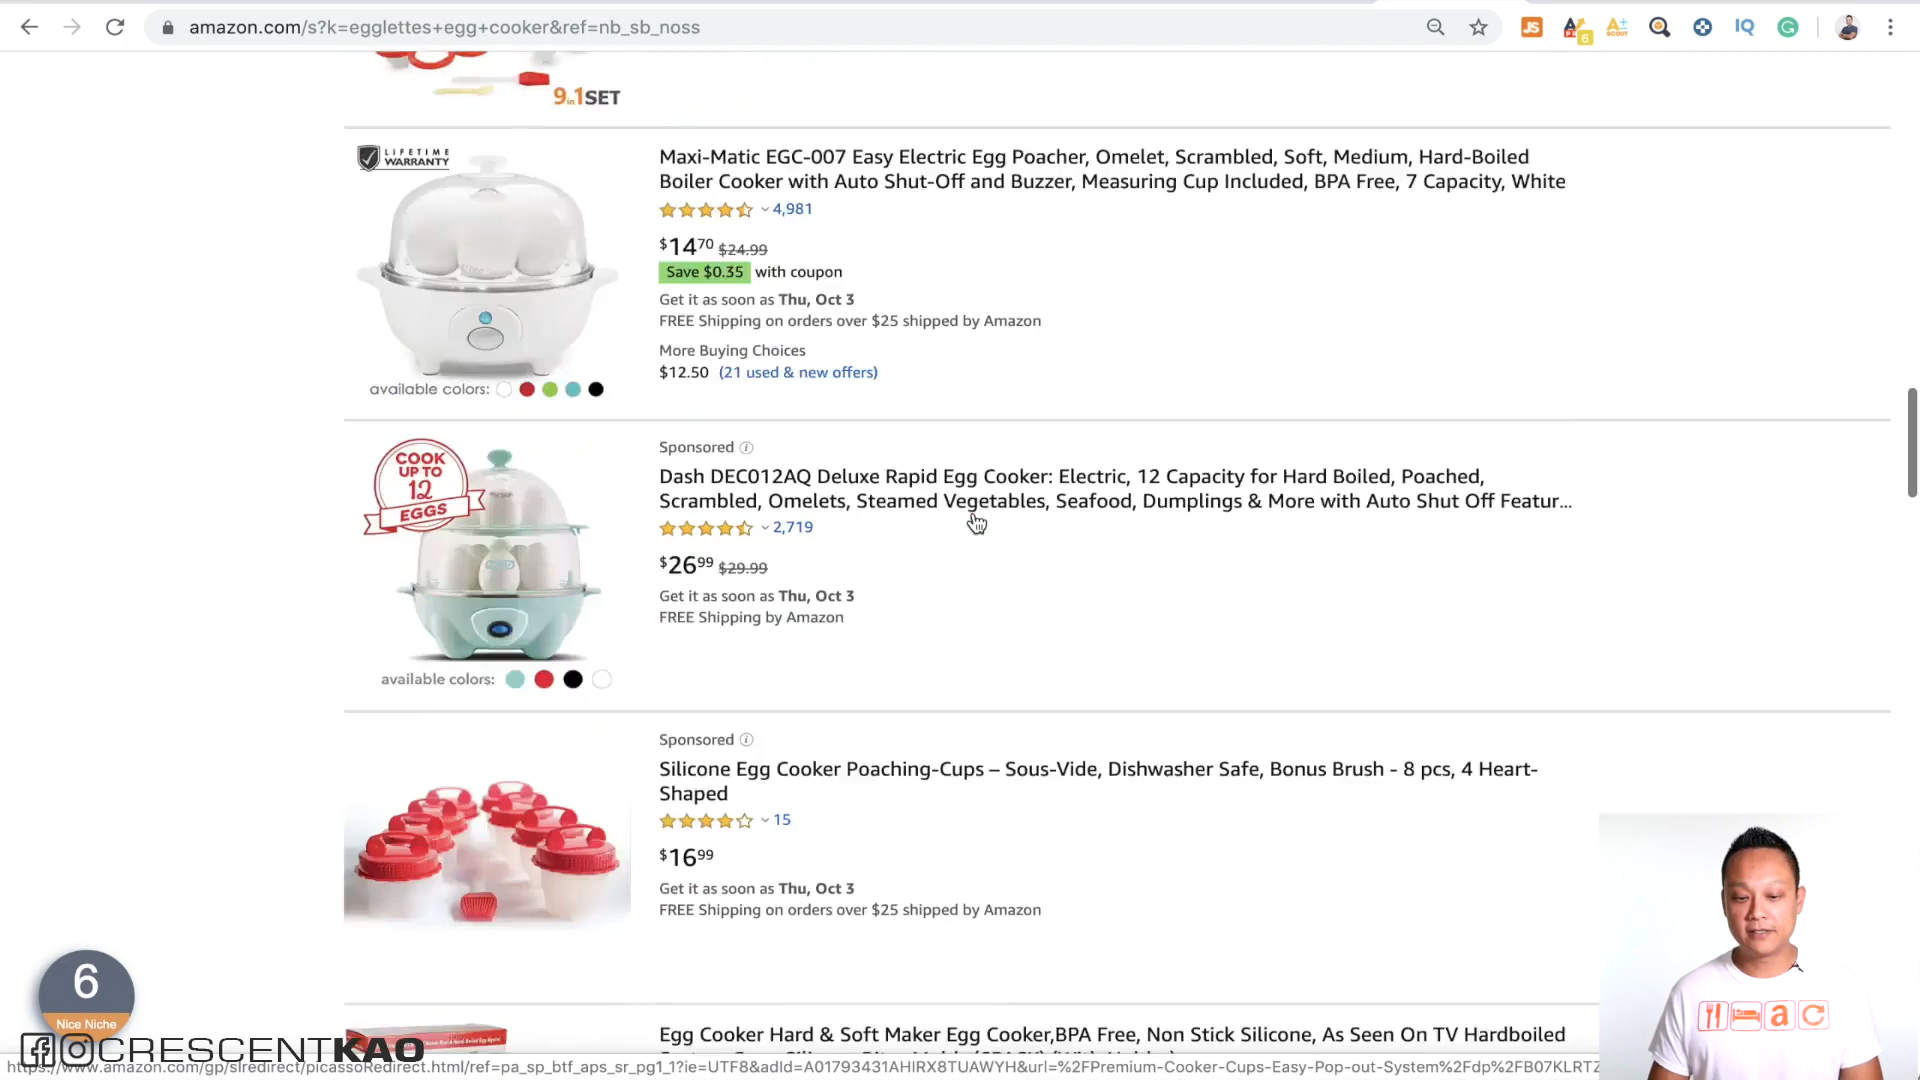 amazon.com/s?k=egglettes+egg+cooker&ref=nb_sb_noss
JS
6
A±
SCOUT
IQ
G
9in1SET
LIFETIME
WARRANTY
Maxi-Matic EGC-007 Easy Electric Egg Poacher, Omelet, Scrambled, Soft, Medium, Hard-Boiled
Boiler Cooker with Auto Shut-Off and Buzzer, Measuring Cup Included, BPA Free, 7 Capacity, White
4,981
$14.70 $24.99
Save $0.35 with coupon
Get it as soon as Thu, Oct 3
FREE Shipping on orders over $25 shipped by Amazon
More Buying Choices
$12.50 (21 used & new offers)
available colors:
COOK
UP TO
12
EGGS
Sponsored
Dash DEC012AQ Deluxe Rapid Egg Cooker: Electric, 12 Capacity for Hard Boiled, Poached,
Scrambled, Omelets, Steamed Vegetables, Seafood, Dumplings & More with Auto Shut Off Featur...
2,719
$26.99 $29.99
Get it as soon as Thu, Oct 3
FREE Shipping by Amazon
available colors:
Sponsored
Silicone Egg Cooker Poaching-Cups – Sous-Vide, Dishwasher Safe, Bonus Brush - 8 pcs, 4 Heart-
Shaped
15
$16.99
Get it as soon as Thu, Oct 3
FREE Shipping on orders over $25 shipped by Amazon
a
6
Nice Niche
Egg Cooker Hard & Soft Maker Egg Cooker,BPA Free, Non Stick Silicone, As Seen On TV Hardboiled
CRESCENTKAO
https://www.amazon.com/gp/slredirect/picassoRedirect.html/ref=pa_sp_btf_aps_sr_pg1_1?ie=UTF8&adId=A01793431AHIRX8TUAWYH&url=%2FPremium-Cooker-Cups-Easy-Pop-out-System%2Fdp%2FB07KLRTZ